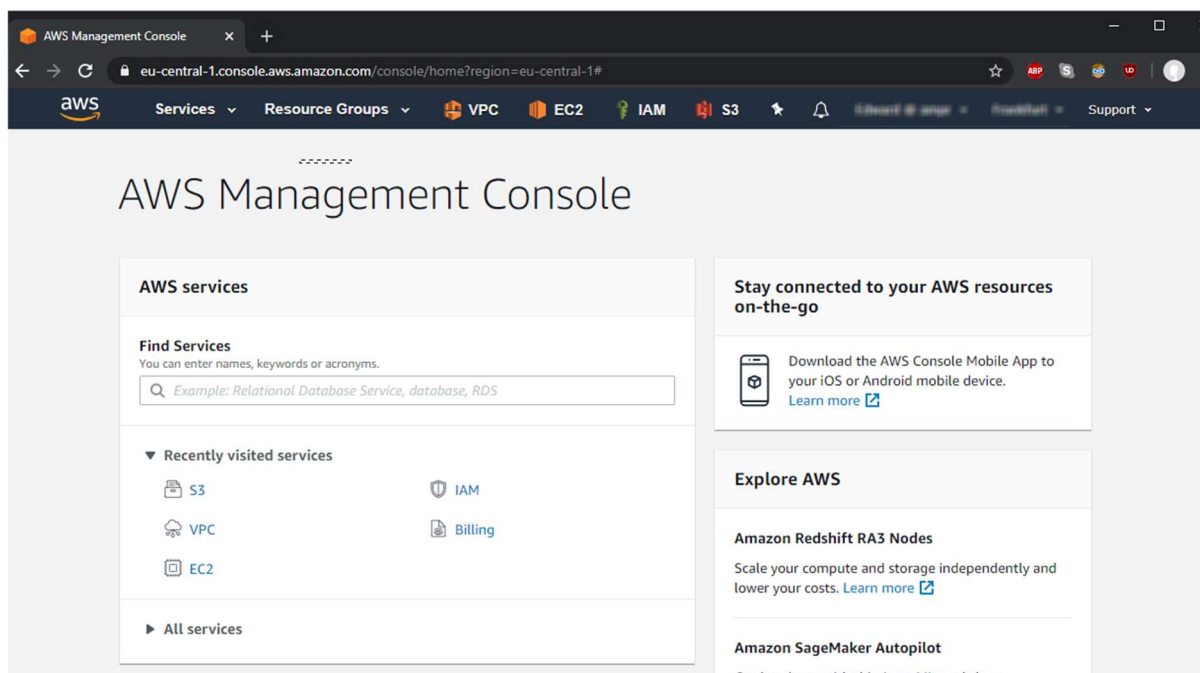 AWS Management Console
eu-central-1.console.aws.amazon.com/console/home?region=eu-central-1#
ABP
S
UD
aws Services Resource Groups VPC EC2 IAM S3 Support
AWS Management Console
AWS services
Find Services
You can enter names, keywords or acronyms.
Example: Relational Database Service, database, RDS
Recently visited services
S3
IAM
VPC
Billing
EC2
All services
Stay connected to your AWS resources
on-the-go
Download the AWS Console Mobile App to
your iOS or Android mobile device.
Learn more
Explore AWS
Amazon Redshift RA3 Nodes
Scale your compute and storage independently and
lower your costs. Learn more
Amazon SageMaker Autopilot